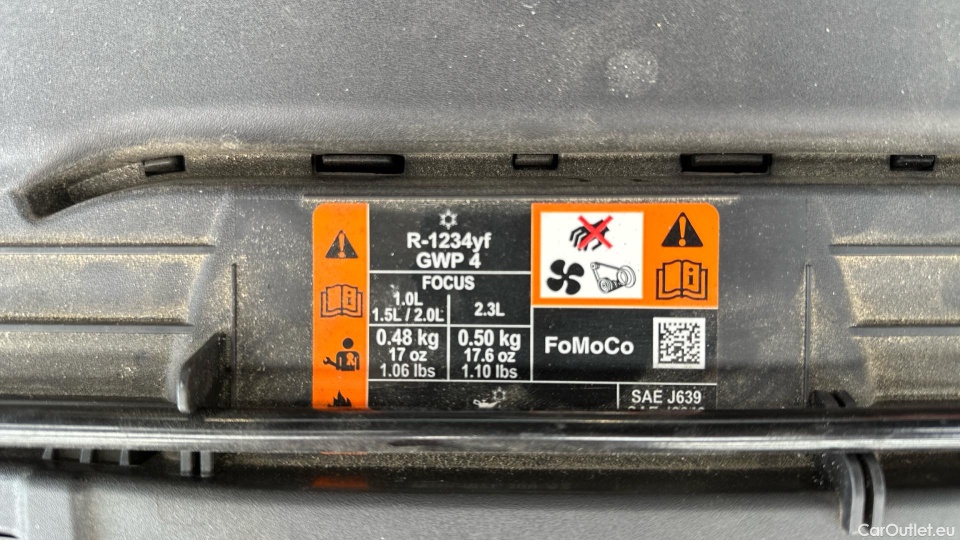 R-1234yf
GWP 4
FOCUS
1.0L
1.5L / 2.0L
2.3L
0.48 kg
17 oz
1.06 lbs
0.50 kg
17.6 oz
1.10 lbs
FoMoCo
SAE J639
CarOutlet.eu